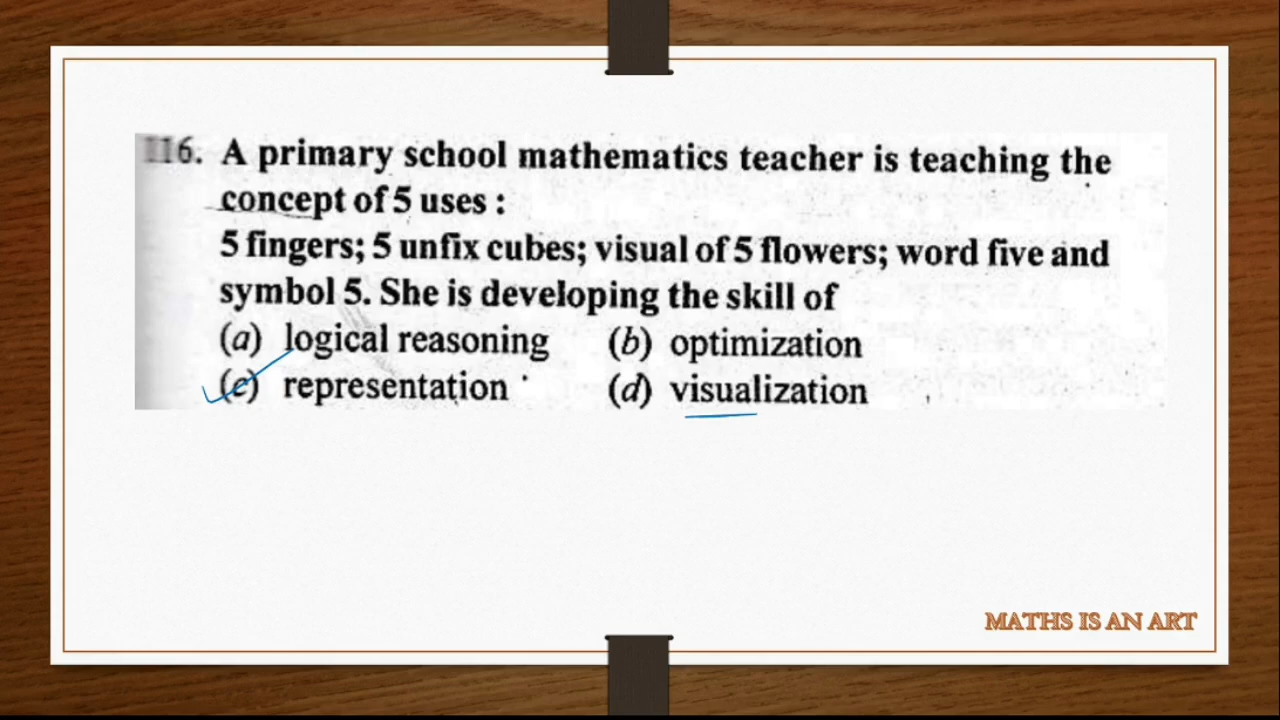 116. A primary school mathematics teacher is teaching the
concept of 5 uses :
5 fingers; 5 unfix cubes; visual of 5 flowers; word five and
symbol 5. She is developing the skill of
(a) logical reasoning (b) optimization
(c) representation (d) visualization
MATHS IS AN ART